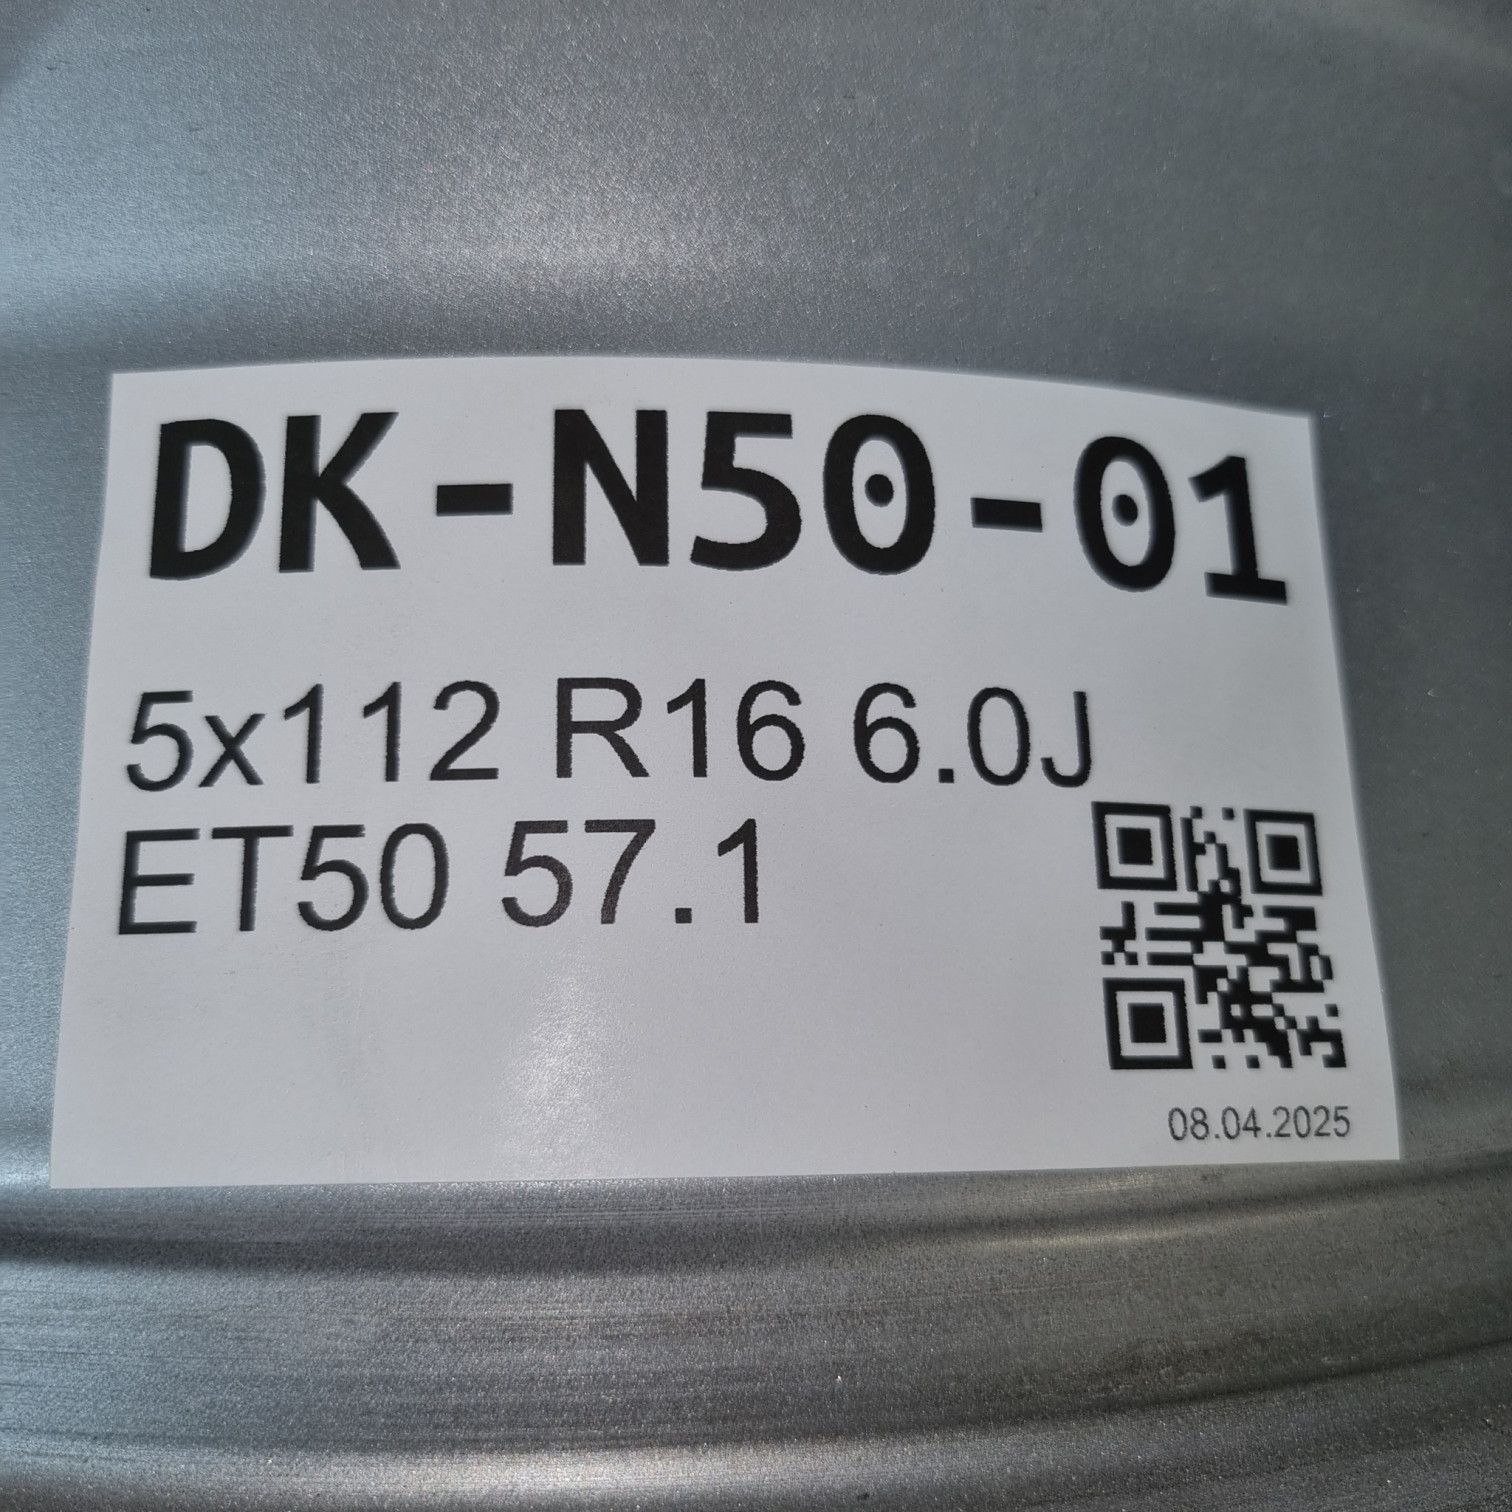 DK-N50-01
5x112 R16 6.0J
ET50 57.1
08.04.2025